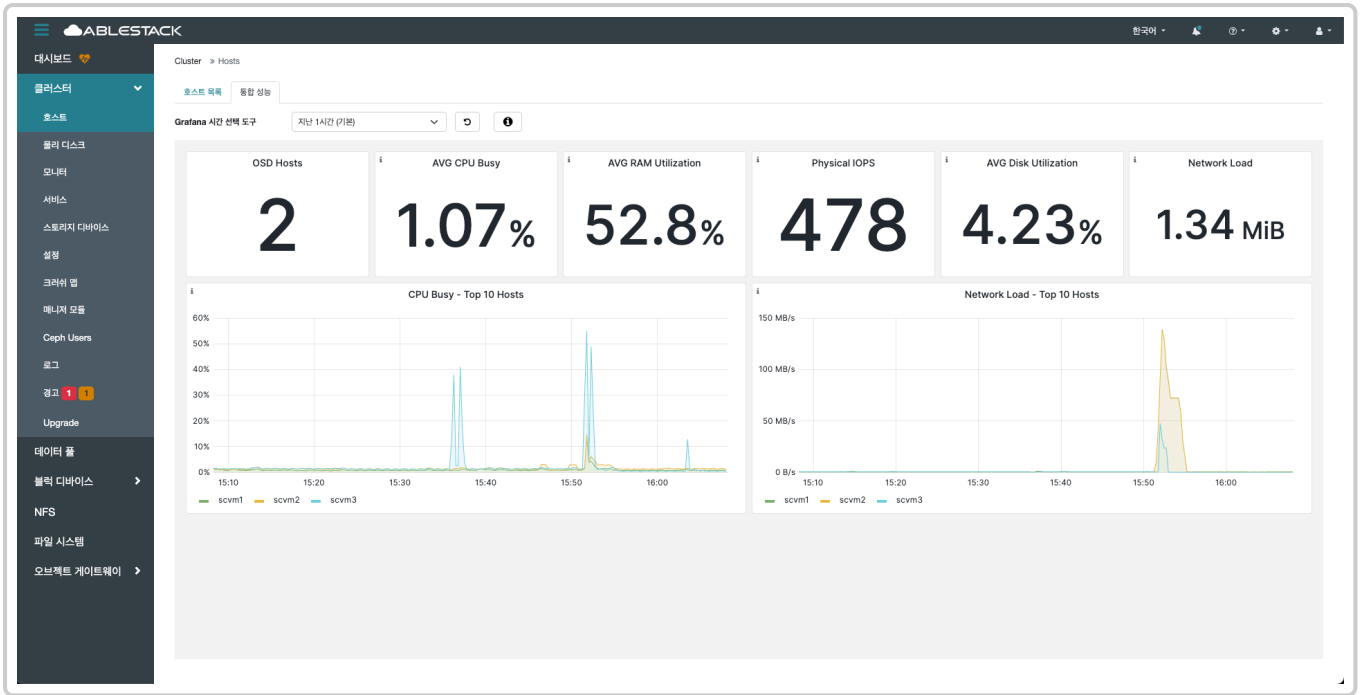 ABLESTACK
한국어
대시보드
클러스터
호스트
물리 디스크
모니터
서비스
스토리지 디바이스
설정
크러쉬 맵
매니저 모듈
Ceph Users
로그
경고 1 1
Upgrade
데이터 풀
블럭 디바이스
NFS
파일 시스템
오브젝트 게이트웨이
Cluster » Hosts
호스트 목록 통합 성능
Grafana 시간 선택 도구 지난 1시간 (기본)
OSD Hosts
2
AVG CPU Busy
1.07%
AVG RAM Utilization
52.8%
Physical IOPS
478
AVG Disk Utilization
4.23%
Network Load
1.34 MiB
CPU Busy - Top 10 Hosts
60%
50%
40%
30%
20%
10%
0%
15:10 15:20 15:30 15:40 15:50 16:00
scvm1 scvm2 scvm3
Network Load - Top 10 Hosts
150 MB/s
100 MB/s
50 MB/s
0 B/s
15:10 15:20 15:30 15:40 15:50 16:00
scvm1 scvm2 scvm3